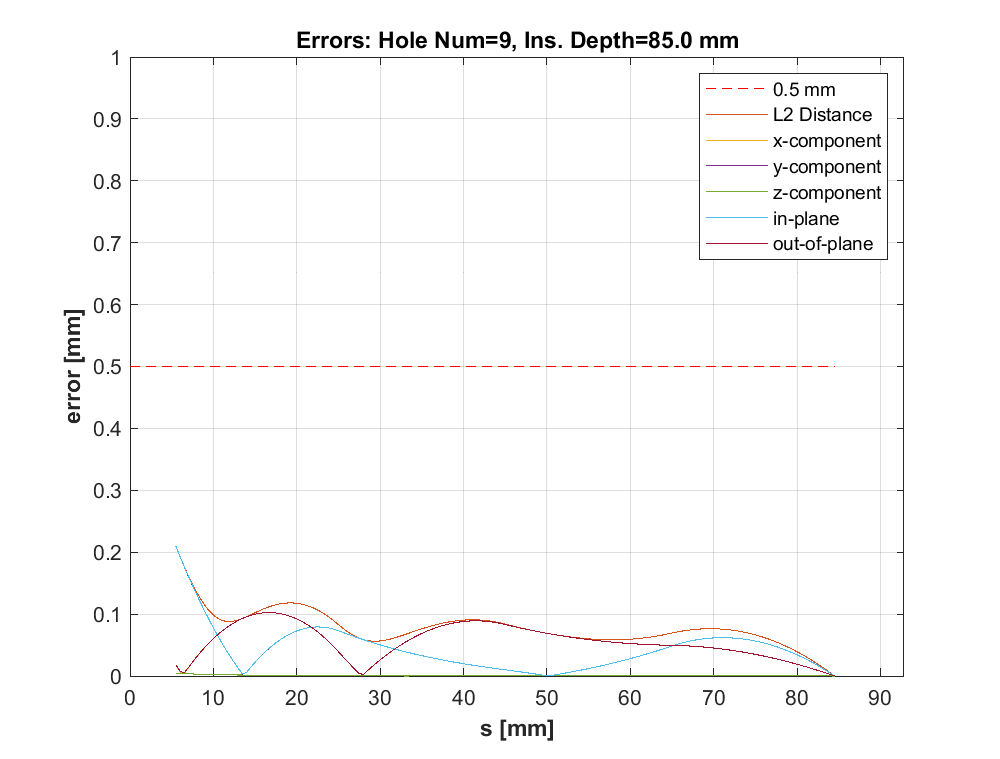 Errors: Hole Num=9, Ins. Depth=85.0 mm
1
0.9
0.8
0.7
0.6
0.5
0.4
0.3
0.2
0.1
0
error [mm]
0.5 mm
L2 Distance
x-component
y-component
z-component
in-plane
out-of-plane
0 10 20 30 40 50 60 70 80 90
s [mm]